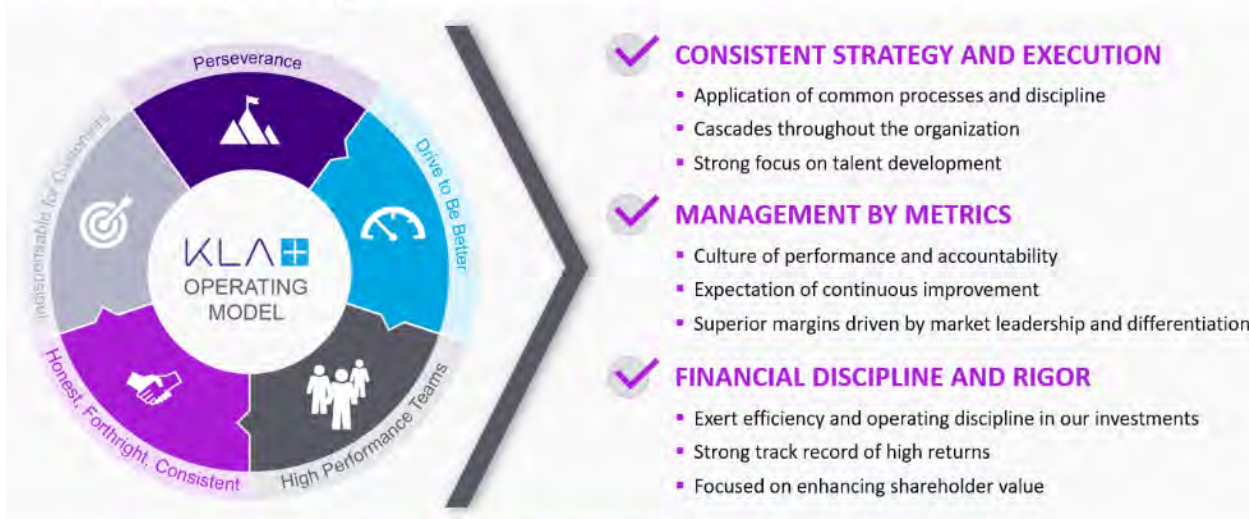 Perseverance
Drive to Be Better
High Performance Teams
Honest, Forthright, Consistent
Indispensable for Customers
KLA+
OPERATING
MODEL
CONSISTENT STRATEGY AND EXECUTION
▪ Application of common processes and discipline
▪ Cascades throughout the organization
▪ Strong focus on talent development
MANAGEMENT BY METRICS
▪ Culture of performance and accountability
▪ Expectation of continuous improvement
▪ Superior margins driven by market leadership and differentiation
FINANCIAL DISCIPLINE AND RIGOR
▪ Exert efficiency and operating discipline in our investments
▪ Strong track record of high returns
▪ Focused on enhancing shareholder value